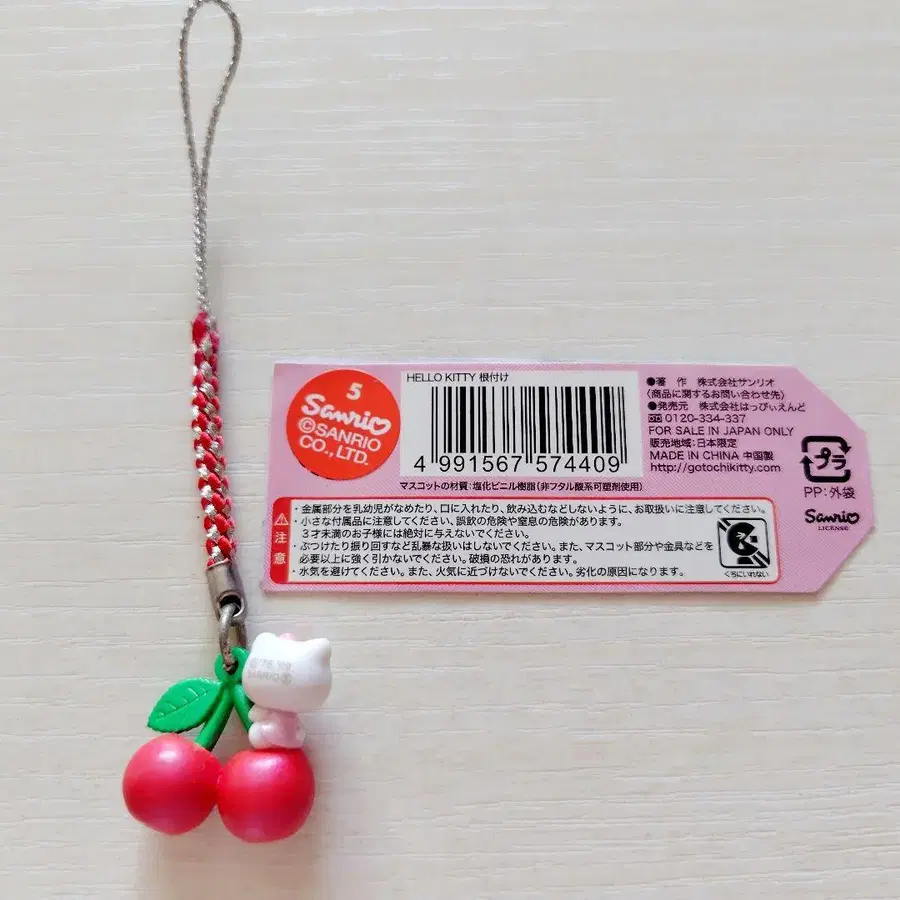 5
Sanrio
©SANRIO
CO., LTD.
HELLO KITTY 根付け
4 991567 574409
マスコットの材質:塩化ビニル樹脂(非フタル酸系可塑剤使用)
●著 作 株式会社サンリオ
(商品に関するお問い合わせ先)
●発売元 株式会社はっぴぃえんど
0120-334-337
FOR SALE IN JAPAN ONLY
販売地域:日本限定
MADE IN CHINA 中国製
http://gotochikitty.com
プラ
PP:外袋
Sanrio
LICENSE
注意
・金属部分を乳幼児がなめたり、口に入れたり、飲み込むなどしないように、お取扱いに注意してください。
・小さな付属品に注意してください、誤飲の危険や窒息の危険があります。
3才未満のお子様には絶対に与えないでください。
・ぶつけたり振り回すなど乱暴な扱いはしないでください。また、マスコット部分や金具などを
必要以上に強く引かないでください。破損の恐れがあります。
・水気を避けてください。また、火気に近づけないでください。劣化の原因になります。
くちにいれない
SANRIO